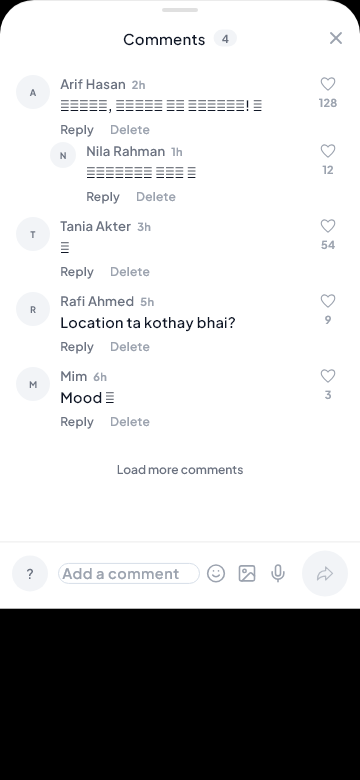 Comments 4
Arif Hasan 2h
128
Reply Delete
Nila Rahman 1h
12
Reply Delete
Tania Akter 3h
54
Reply Delete
Rafi Ahmed 5h
Location ta kothay bhai?
9
Reply Delete
Mim 6h
Mood
3
Reply Delete
Load more comments
? Add a comment
A
N
T
R
M